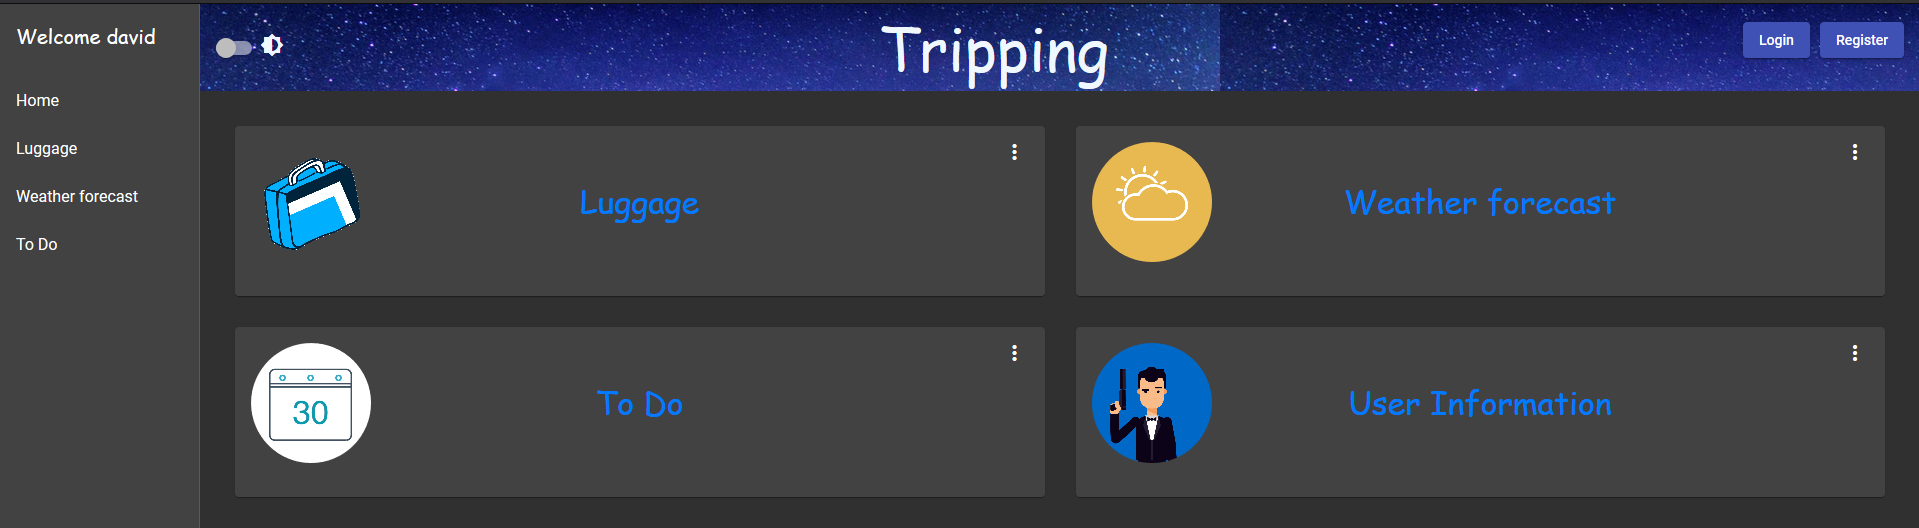 Welcome david
Home
Luggage
Weather forecast
To Do
Tripping
Login
Register
Luggage
Weather forecast
30
To Do
User Information